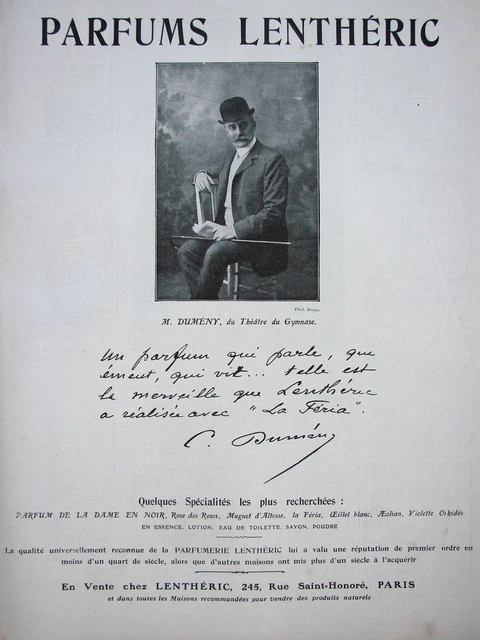 PARFUMS LENTHÉRIC
Phot. Boyer.
M. DUMÉNY, du Théâtre du Gymnase.
Un parfum qui parle, que
émeut, qui vit... telle est
la merveille que Lenthéric
a réalisée avec "La Féria".
C. Dumény
Quelques Spécialités les plus recherchées :
PARFUM DE LA DAME EN NOIR, Rose des Roses, Muguet d'Altesse, la Féria, Œillet blanc, Æolian, Violette Orkidée
EN ESSENCE, LOTION, EAU DE TOILETTE, SAVON, POUDRE
La qualité universellement reconnue de la PARFUMERIE LENTHÉRIC lui a valu une réputation de premier ordre en
moins d'un quart de siècle, alors que d'autres maisons ont mis plus d'un siècle à l'acquérir
En Vente chez LENTHÉRIC, 245, Rue Saint-Honoré, PARIS
et dans toutes les Maisons recommandées pour vendre des produits naturels